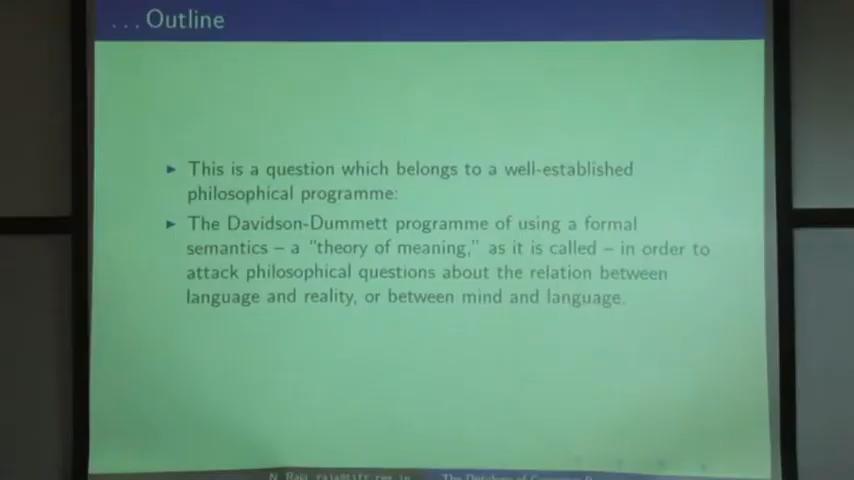 ... Outline
▶ This is a question which belongs to a well-established
philosophical programme:
▶ The Davidson-Dummett programme of using a formal
semantics – a "theory of meaning," as it is called – in order to
attack philosophical questions about the relation between
language and reality, or between mind and language.